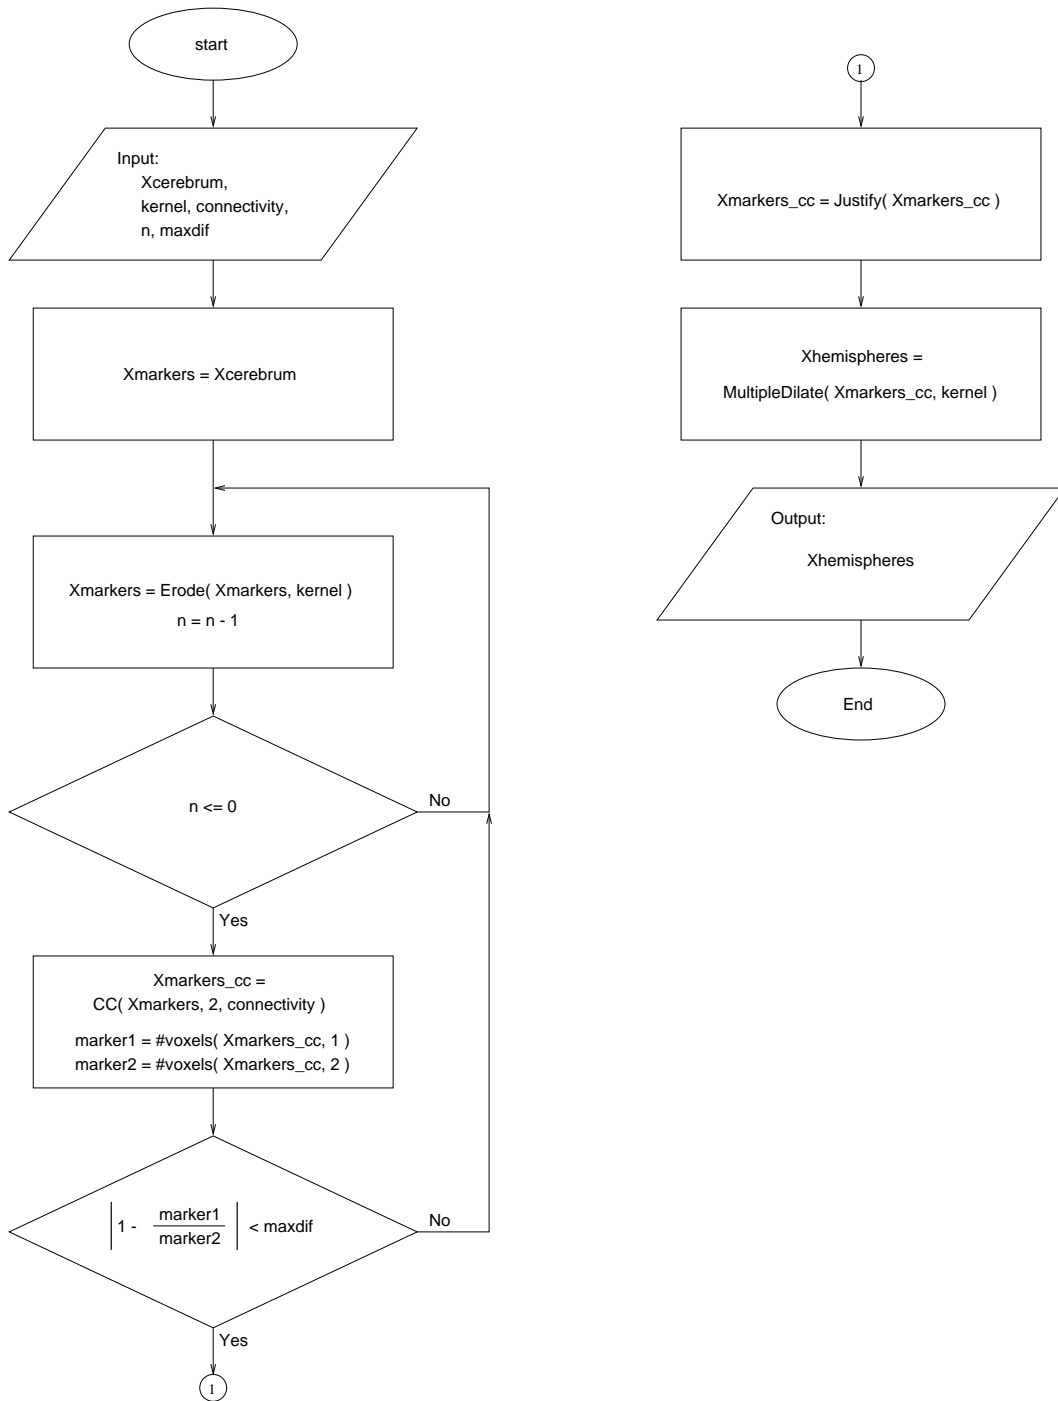 start
Input:
Xcerebrum,
kernel, connectivity,
n, maxdif
Xmarkers = Xcerebrum
Xmarkers = Erode( Xmarkers, kernel )
n = n - 1
n <= 0
No
Yes
Xmarkers_cc =
CC( Xmarkers, 2, connectivity )
marker1 = #voxels( Xmarkers_cc, 1 )
marker2 = #voxels( Xmarkers_cc, 2 )
| 1 - marker1 / marker2 | < maxdif
No
Yes
1
1
Xmarkers_cc = Justify( Xmarkers_cc )
Xhemispheres =
MultipleDilate( Xmarkers_cc, kernel )
Output:
Xhemispheres
End